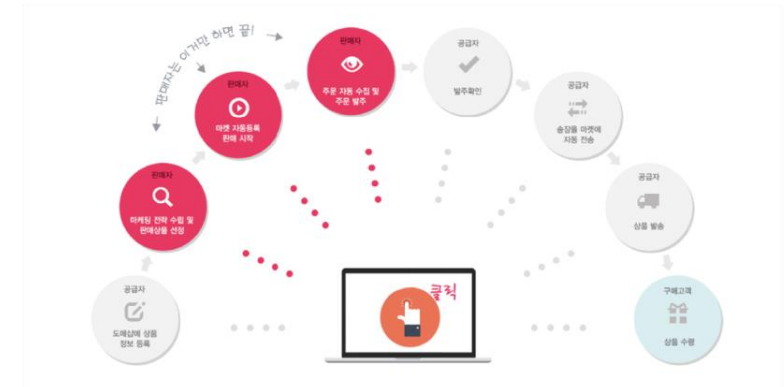 판매자는 이거만 하면 끝!
공급자
도매십에 상품
정보 등록
판매자
마케팅 전략 수립 및
판매상품 선정
판매자
마켓 자동등록
판매 시작
판매자
주문 자동 수집 및
주문 발주
공급자
발주확인
공급자
송장을 마켓에
자동 전송
공급자
상품 발송
구매고객
상품 수령
클릭